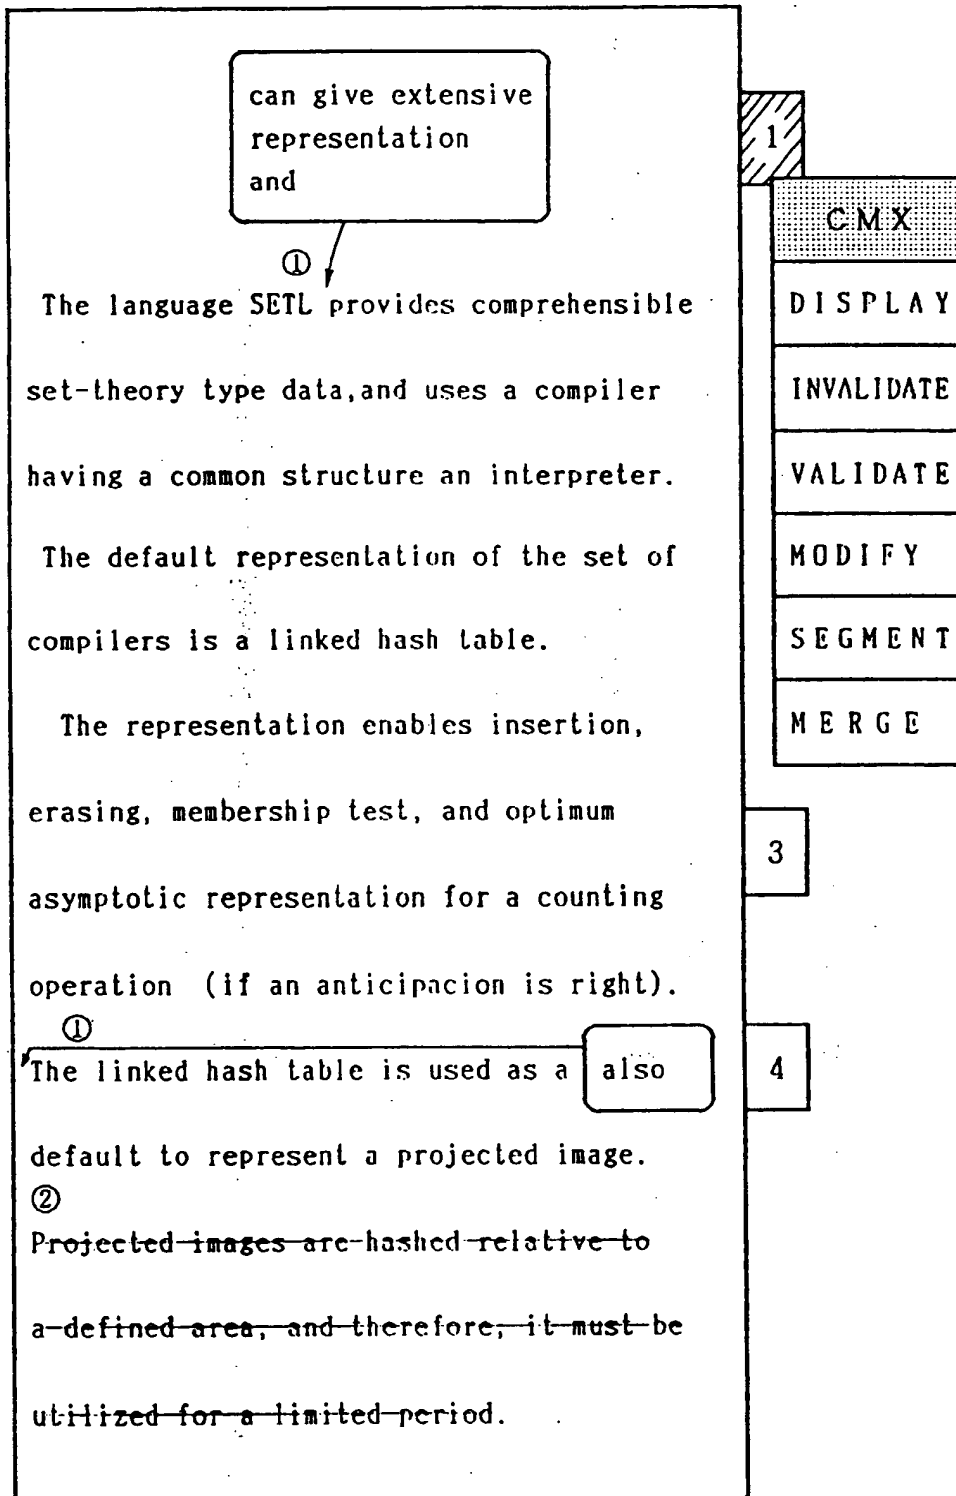 can give extensive
representation
and
①
The language SETL provides comprehensible
set-theory type data,and uses a compiler
having a common structure an interpreter.
The default representation of the set of
compilers is a linked hash table.
The representation enables insertion,
erasing, membership test, and optimum
asymptotic representation for a counting
operation (if an anticipacion is right).
①
The linked hash table is used as a also
default to represent a projected image.
②
Projected images are hashed relative to
a defined area, and therefore, it must be
utilized for a limited period.
1
CMX
DISPLAY
INVALIDATE
VALIDATE
MODIFY
SEGMENT
MERGE
3
4